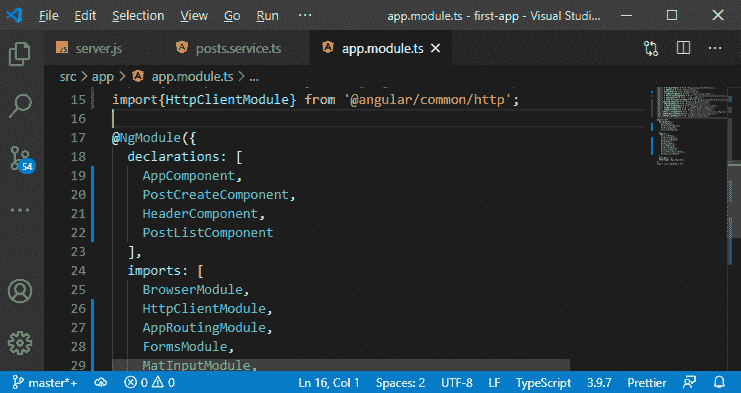 File Edit Selection View Go Run ··· app.module.ts - first-app - Visual Studi...
server.js posts.service.ts app.module.ts
src > app > app.module.ts > ...
15 import{HttpClientModule} from '@angular/common/http';
16
17 @NgModule({
18 declarations: [
19 AppComponent,
20 PostCreateComponent,
21 HeaderComponent,
22 PostListComponent
23 ],
24 imports: [
25 BrowserModule,
26 HttpClientModule,
27 AppRoutingModule,
28 FormsModule,
29 MatInputModule,
54
master*+ 0 0 Ln 16, Col 1 Spaces: 2 UTF-8 LF TypeScript 3.9.7 Prettier